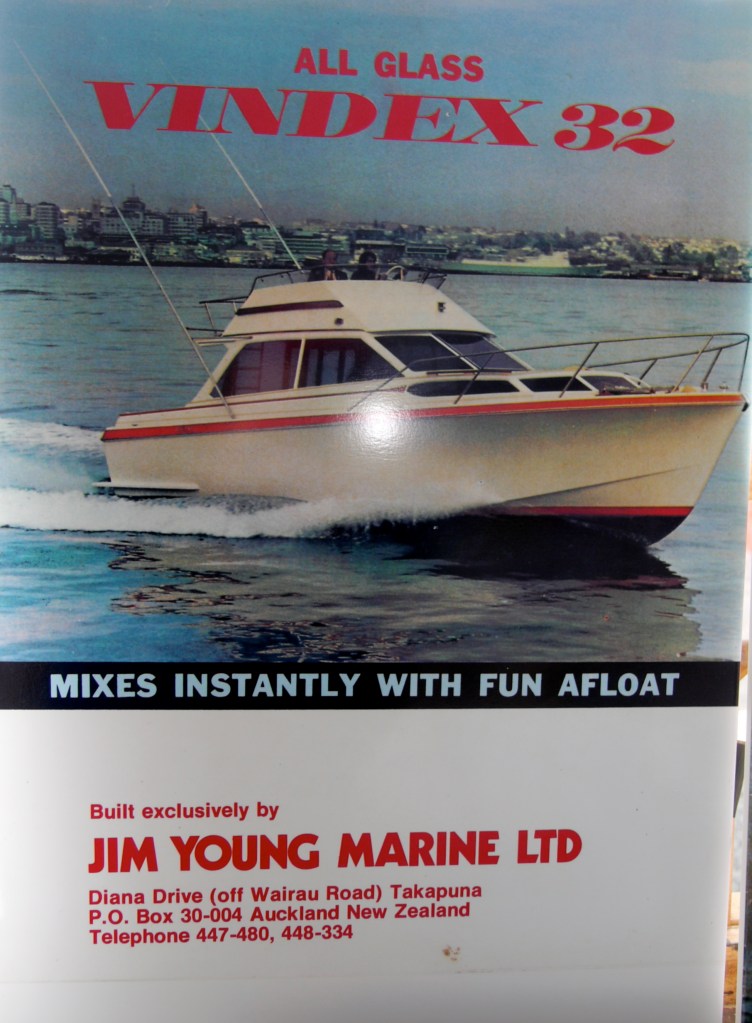 ALL GLASS
VINDEX 32
MIXES INSTANTLY WITH FUN AFLOAT
Built exclusively by
JIM YOUNG MARINE LTD
Diana Drive (off Wairau Road) Takapuna
P.O. Box 30-004 Auckland New Zealand
Telephone 447-480, 448-334